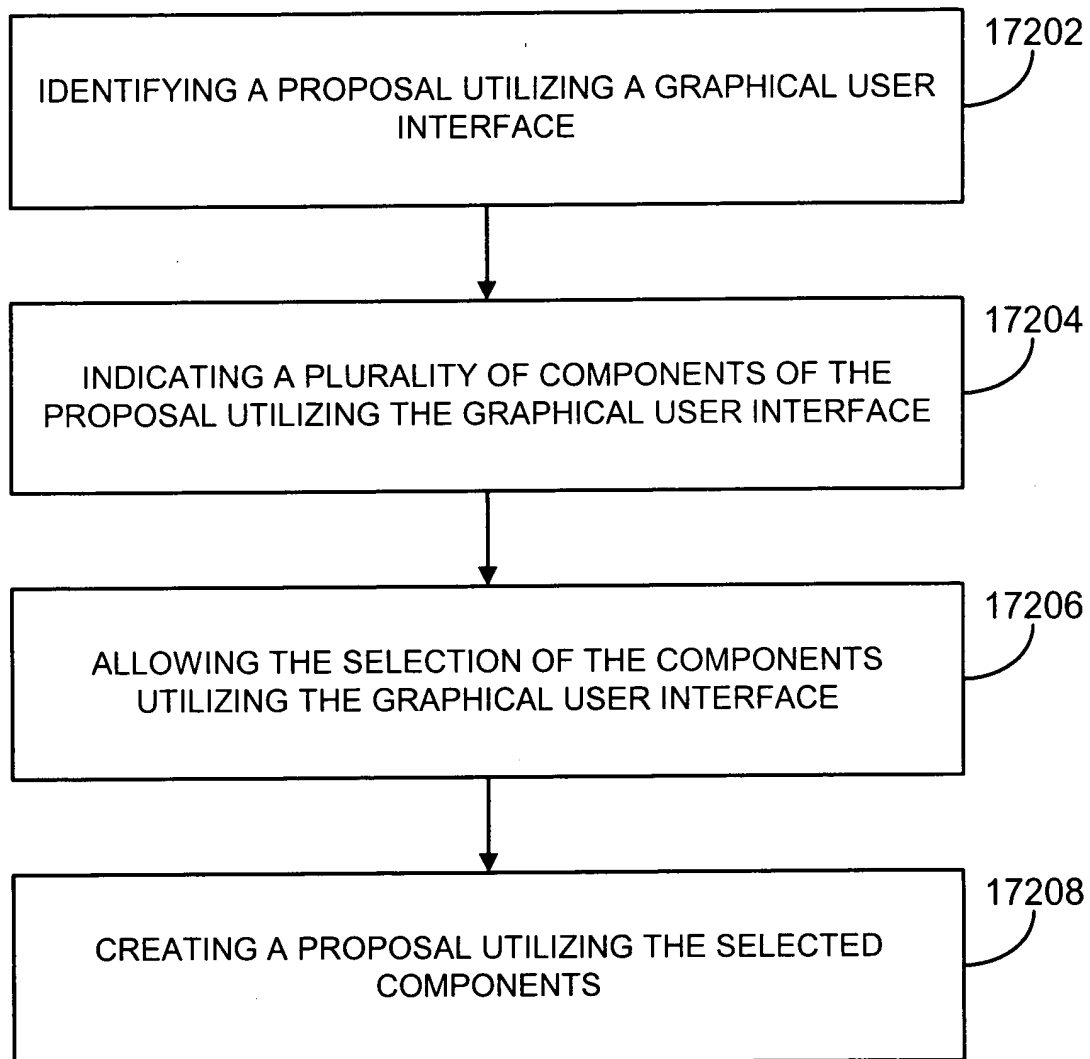 17202
IDENTIFYING A PROPOSAL UTILIZING A GRAPHICAL USER
INTERFACE
17204
INDICATING A PLURALITY OF COMPONENTS OF THE
PROPOSAL UTILIZING THE GRAPHICAL USER INTERFACE
17206
ALLOWING THE SELECTION OF THE COMPONENTS
UTILIZING THE GRAPHICAL USER INTERFACE
17208
CREATING A PROPOSAL UTILIZING THE SELECTED
COMPONENTS